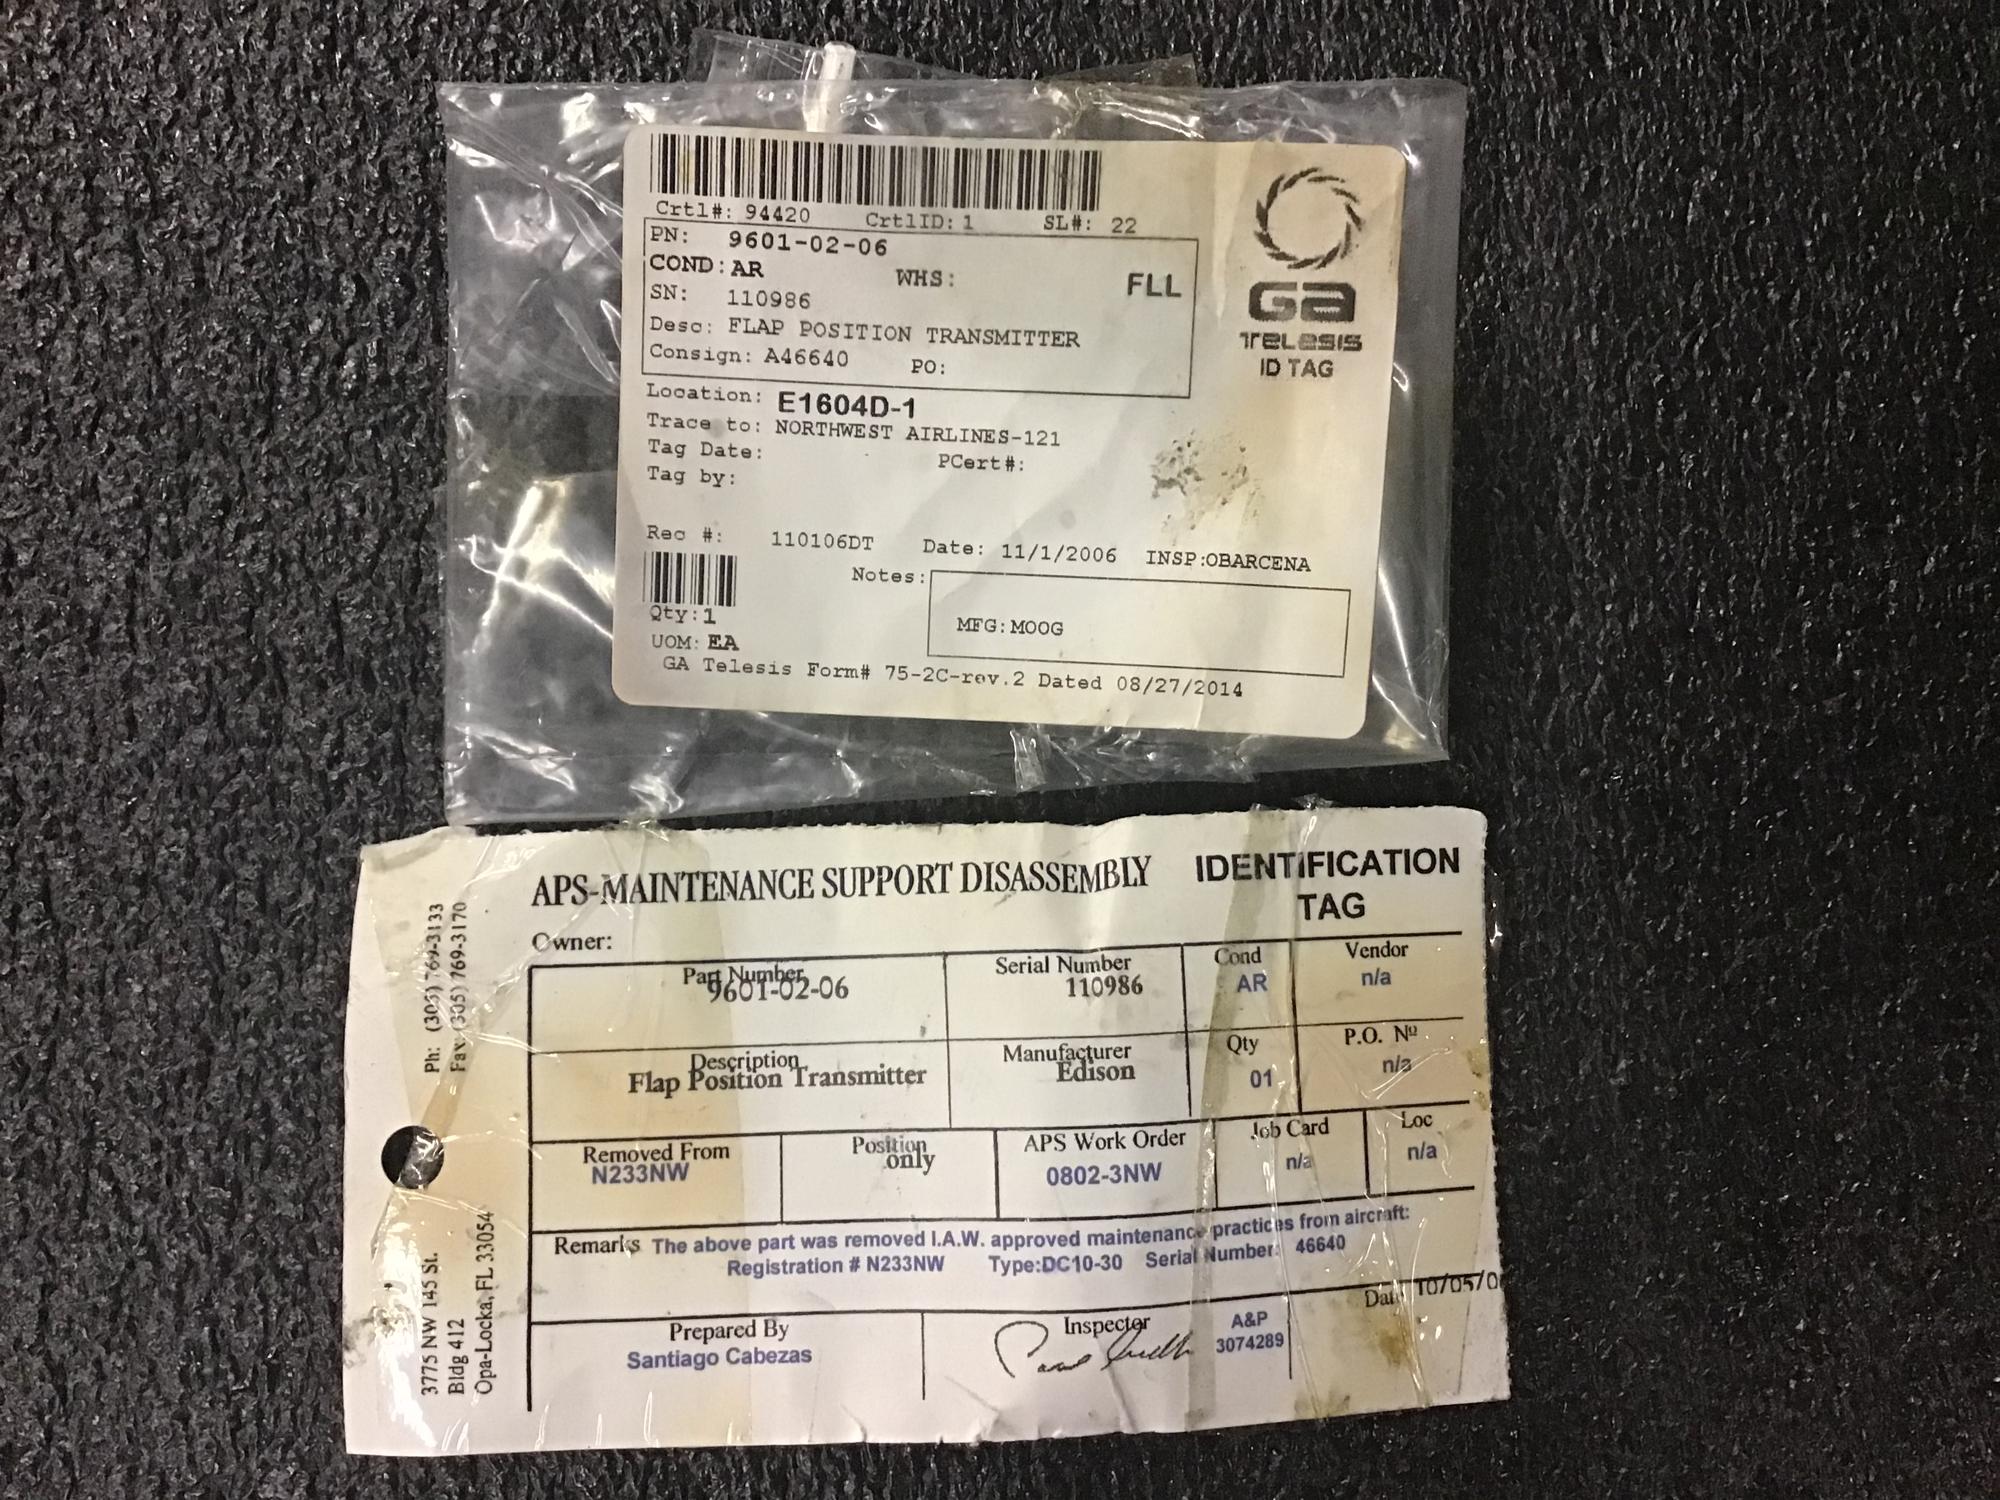 Crtl#: 94420 CrtlID: 1 SL#: 22
PN: 9601-02-06
COND: AR WHS: FLL
SN: 110986
Desc: FLAP POSITION TRANSMITTER
Consign: A46640 PO:
GA
TELESIS
ID TAG
Location: E1604D-1
Trace to: NORTHWEST AIRLINES-121
Tag Date: PCert#:
Tag by:
Rec #: 110106DT Date: 11/1/2006 INSP:OBARCENA
Notes:
MFG:MOOG
Qty:1
UOM: EA
GA Telesis Form# 75-2C-rev.2 Dated 08/27/2014
APS-MAINTENANCE SUPPORT DISASSEMBLY IDENTIFICATION
TAG
Owner:
Part Number Serial Number Cond Vendor
9601-02-06 110986 AR n/a
Description Manufacturer Qty P.O. Nº
Flap Position Transmitter Edison 01 n/a
Removed From Position APS Work Order Job Card Loc
N233NW only 0802-3NW n/a n/a
Remarks The above part was removed I.A.W. approved maintenance practices from aircraft:
Registration # N233NW Type:DC10-30 Serial Number: 46640
Date 10/05/0
Prepared By Inspector A&P
Santiago Cabezas 3074289
Ph: (305) 769-3133
Fax: (305) 769-3170
3775 NW 145 St.
Bldg 412
Opa-Locka, FL 33054